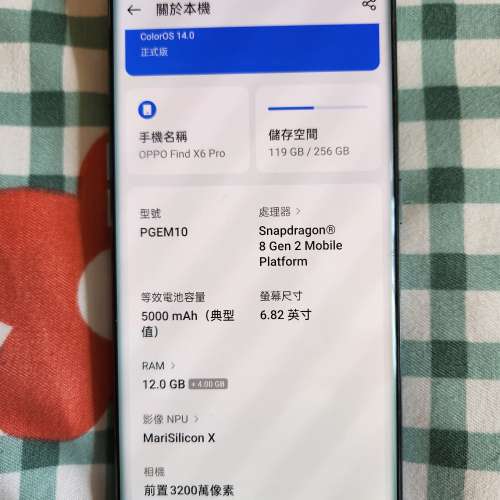 關於本機
ColorOS 14.0
正式版
手機名稱
OPPO Find X6 Pro
儲存空間
119 GB / 256 GB
型號
PGEM10
處理器
Snapdragon®
8 Gen 2 Mobile
Platform
等效電池容量
5000 mAh（典型
值）
螢幕尺寸
6.82 英寸
RAM
12.0 GB + 4.00 GB
影像 NPU
MariSilicon X
相機
前置 3200萬像素